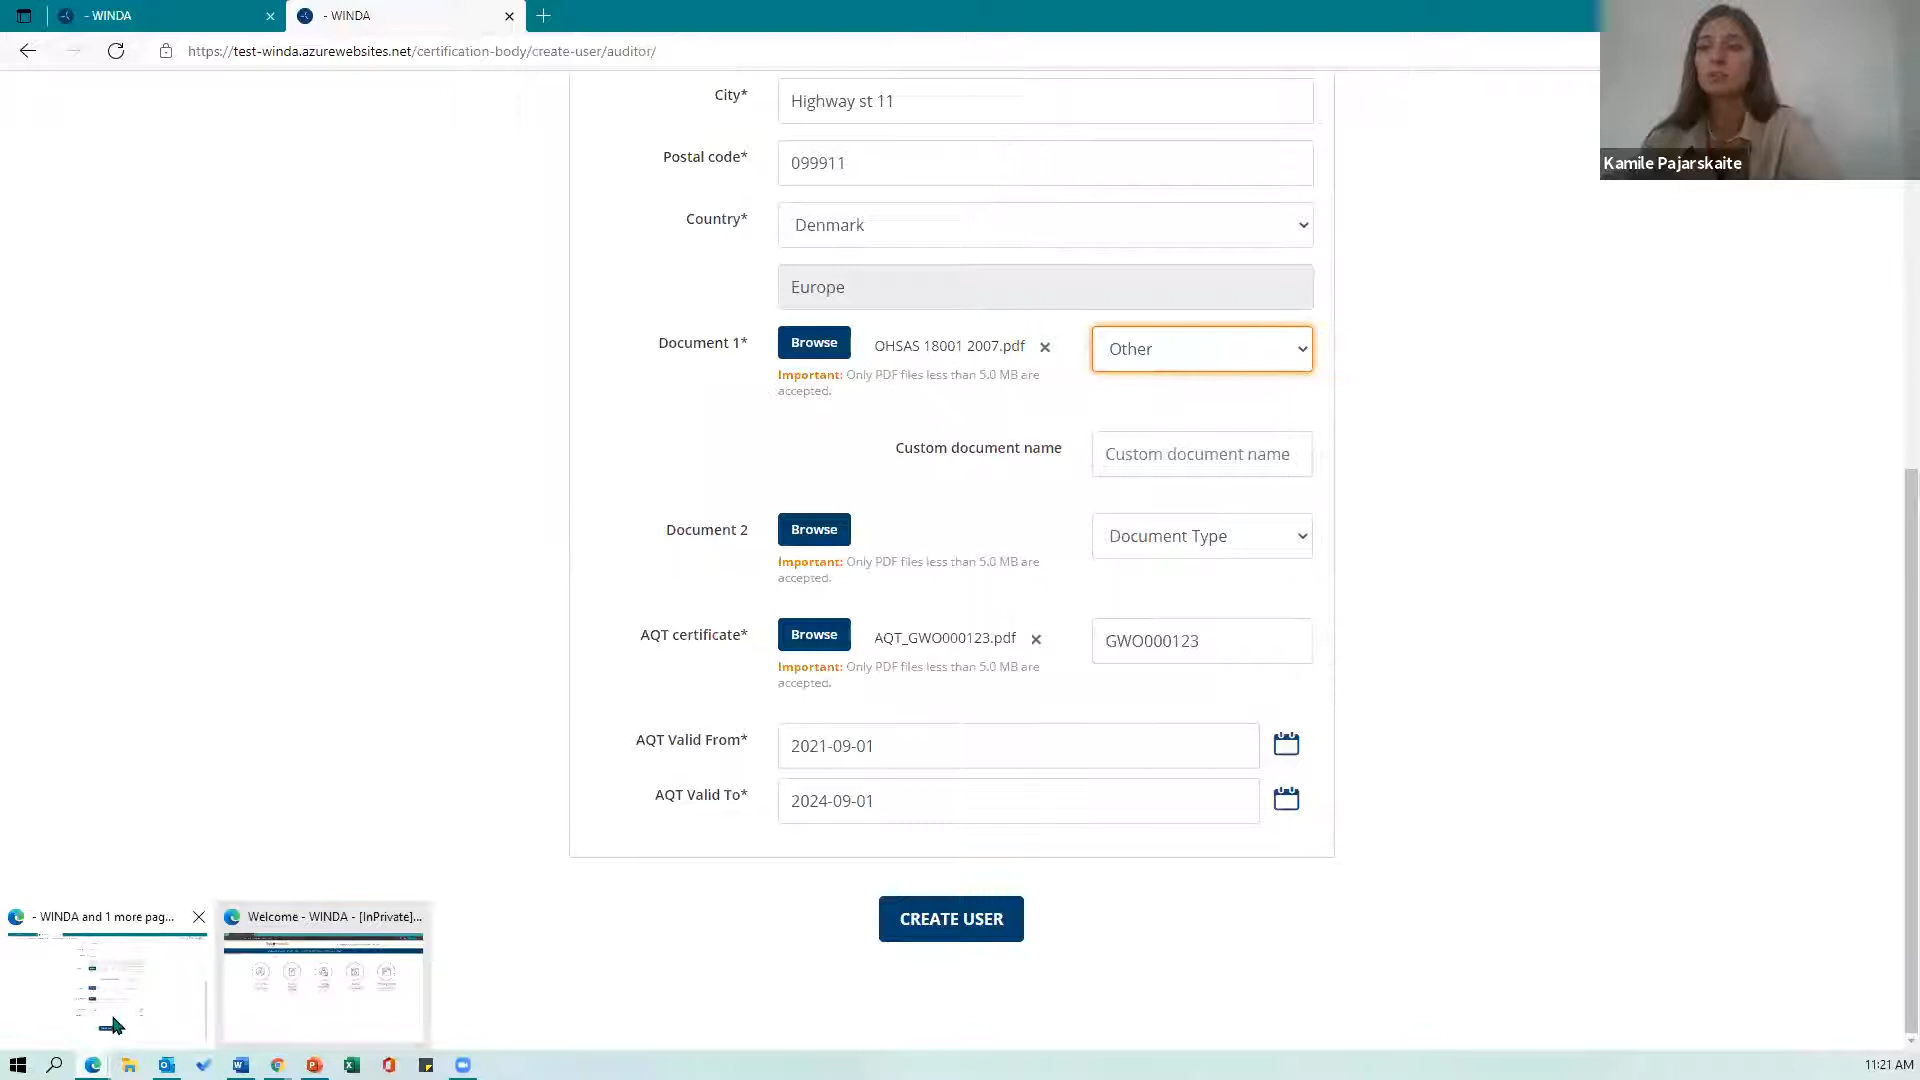 - WINDA
- WINDA
https://test-winda.azurewebsites.net/certification-body/create-user/auditor/
Kamile Pajarskaite
City*
Highway st 11
Postal code*
099911
Country*
Denmark
Europe
Document 1*
Browse
OHSAS 18001 2007.pdf
Other
Important: Only PDF files less than 5.0 MB are
accepted.
Custom document name
Custom document name
Document 2
Browse
Document Type
Important: Only PDF files less than 5.0 MB are
accepted.
AQT certificate*
Browse
AQT_GWO000123.pdf
GWO000123
Important: Only PDF files less than 5.0 MB are
accepted.
AQT Valid From*
2021-09-01
AQT Valid To*
2024-09-01
CREATE USER
- WINDA and 1 more pag...
Welcome - WINDA - [InPrivate]...
11:21 AM